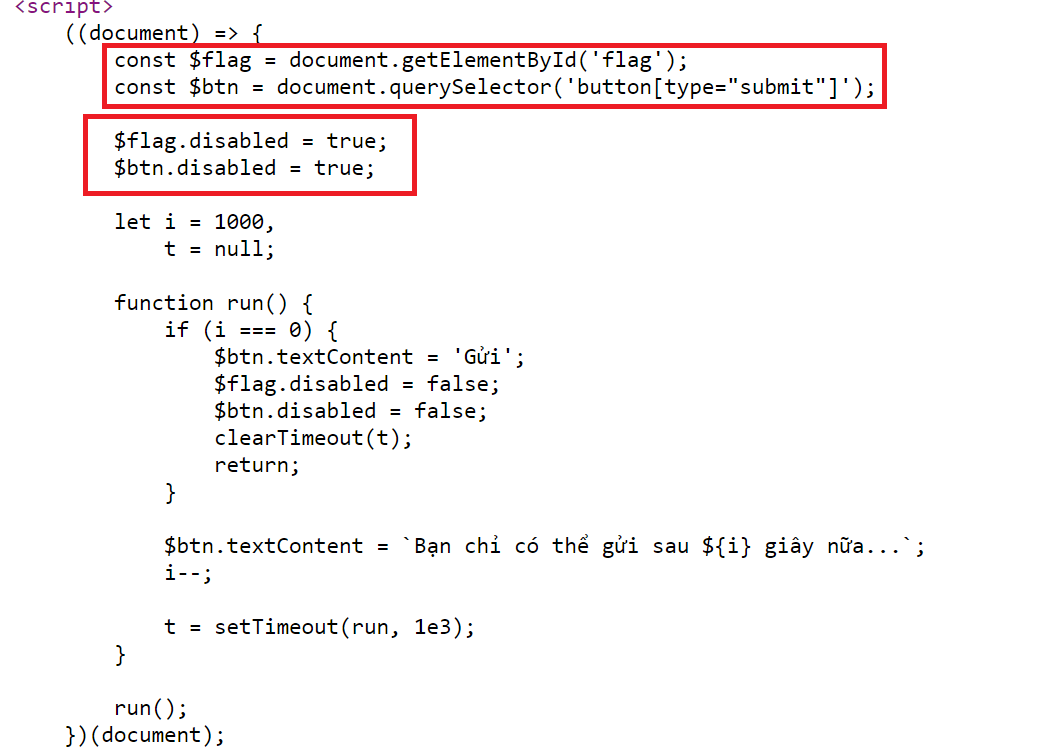 <script>
((document) => {
const $flag = document.getElementById('flag');
const $btn = document.querySelector('button[type="submit"]');
$flag.disabled = true;
$btn.disabled = true;
let i = 1000,
t = null;
function run() {
if (i === 0) {
$btn.textContent = 'Gửi';
$flag.disabled = false;
$btn.disabled = false;
clearTimeout(t);
return;
}
$btn.textContent = `Bạn chỉ có thể gửi sau ${i} giây nữa...`;
i--;
t = setTimeout(run, 1e3);
}
run();
})(document);